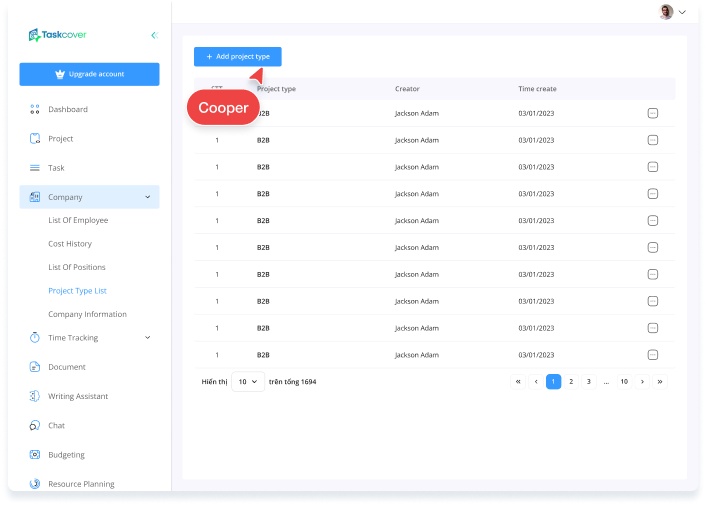 Taskcover
Upgrade account
Dashboard
Project
Task
Company
List Of Employee
Cost History
List Of Positions
Project Type List
Company Information
Time Tracking
Document
Writing Assistant
Chat
Budgeting
Resource Planning
+ Add project type
Cooper
Project type Creator Time create
Jackson Adam 03/01/2023
1 B2B Jackson Adam 03/01/2023
1 B2B Jackson Adam 03/01/2023
1 B2B Jackson Adam 03/01/2023
1 B2B Jackson Adam 03/01/2023
1 B2B Jackson Adam 03/01/2023
1 B2B Jackson Adam 03/01/2023
1 B2B Jackson Adam 03/01/2023
1 B2B Jackson Adam 03/01/2023
1 B2B Jackson Adam 03/01/2023
Hiển thị 10 trên tổng 1694
« ‹ 1 2 3 ... 10 › »